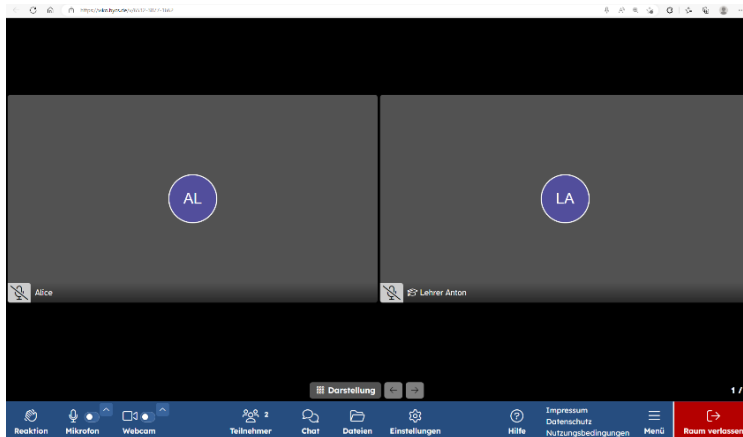 AL
LA
Alice
Lehrer Anton
Darstellung
1 /
Reaktion
Mikrofon
Webcam
2
Teilnehmer
Chat
Dateien
Einstellungen
Hilfe
Impressum
Datenschutz
Nutzungsbedingungen
Menü
Raum verlassen